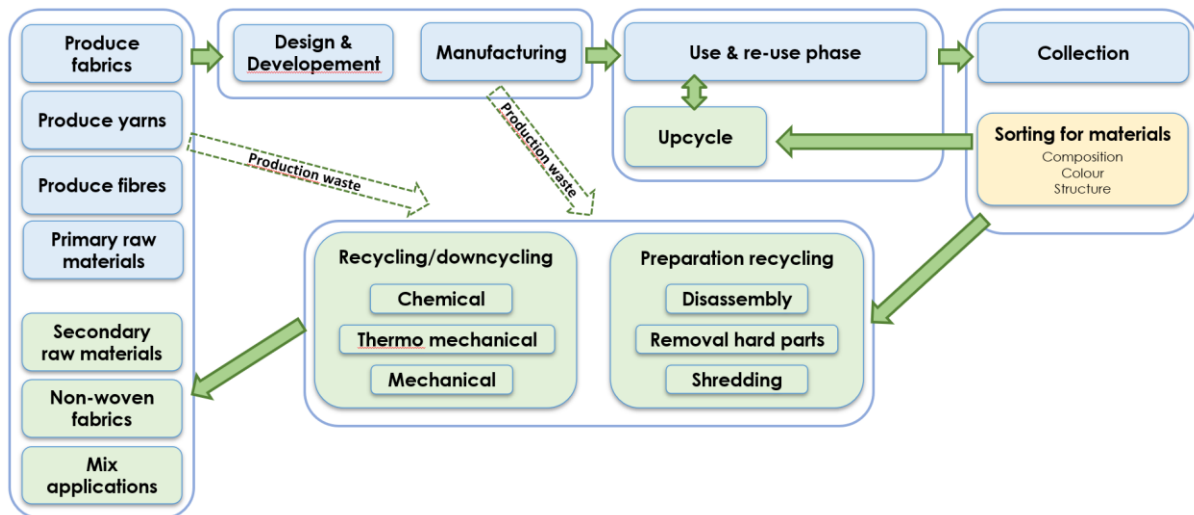 Produce
fabrics
Produce yarns
Produce fibres
Primary raw
materials
Secondary
raw materials
Non-woven
fabrics
Mix
applications
Design &
Developement
Manufacturing
Production waste
Production waste
Use & re-use phase
Upcycle
Collection
Sorting for materials
Composition
Colour
Structure
Recycling/downcycling
Chemical
Thermo mechanical
Mechanical
Preparation recycling
Disassembly
Removal hard parts
Shredding